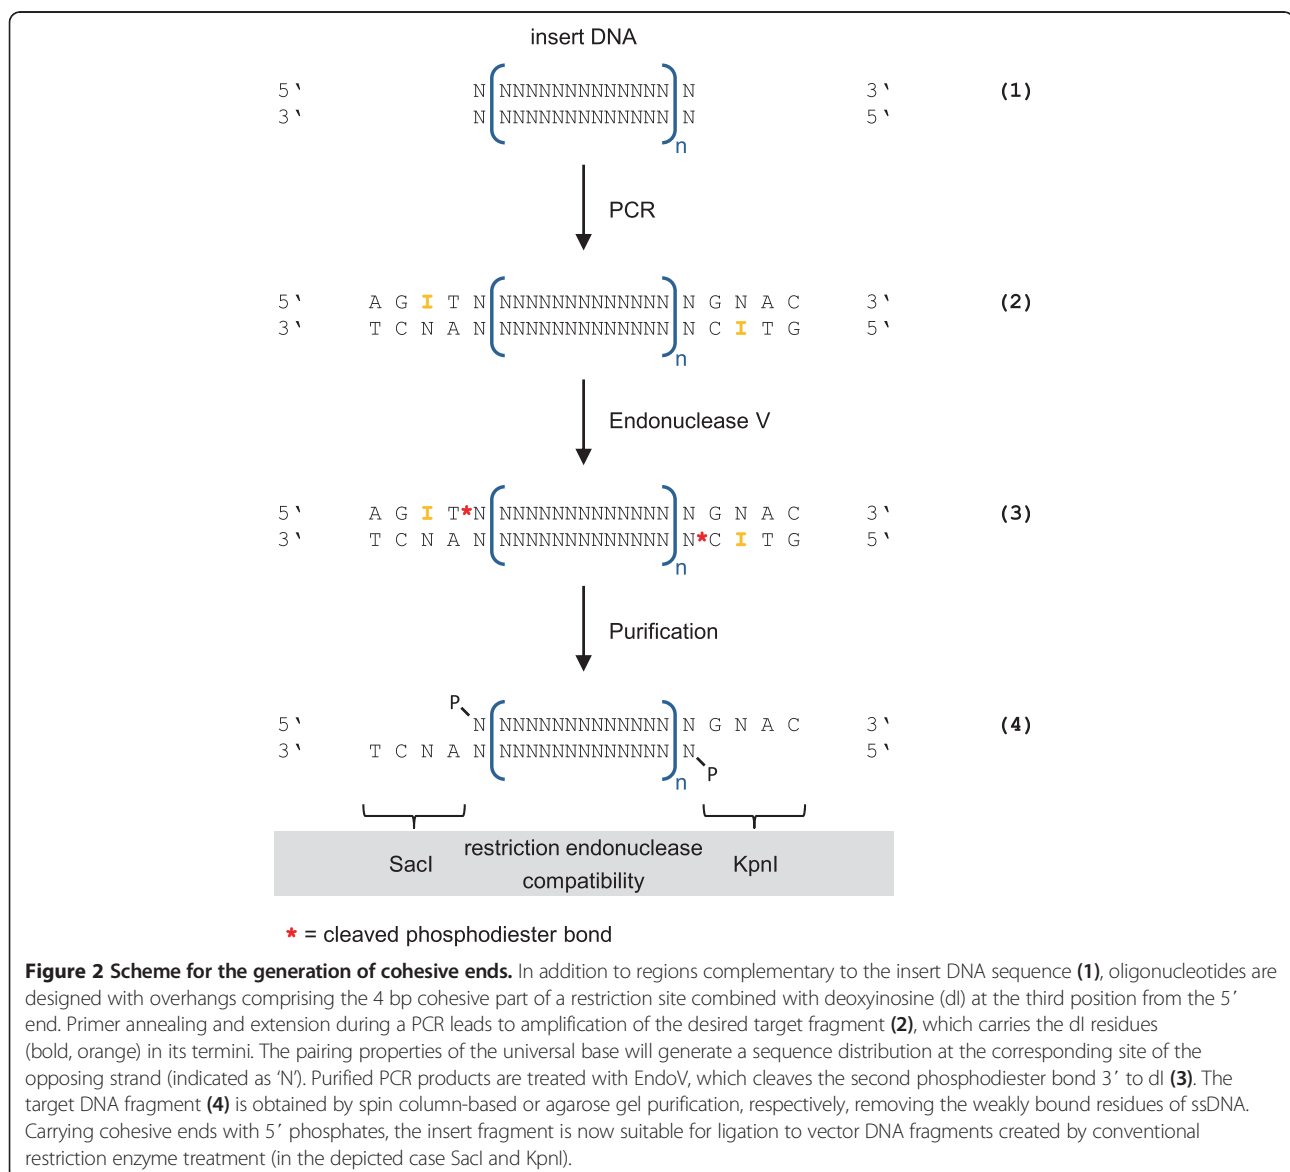 insert DNA
5‘ N NNNNNNNNNNNNN N 3‘ (1)
3‘ N NNNNNNNNNNNNN N 5‘
n
PCR
5‘ A G I T N NNNNNNNNNNNNN N G N A C 3‘ (2)
3‘ T C N A N NNNNNNNNNNNNN N C I T G 5‘
n
Endonuclease V
5‘ A G I T*N NNNNNNNNNNNNN N G N A C 3‘ (3)
3‘ T C N A N NNNNNNNNNNNNN N*C I T G 5‘
n
Purification
P
5‘ N NNNNNNNNNNNNN N G N A C 3‘ (4)
3‘ T C N A N NNNNNNNNNNNNN N 5‘
P
n
SacI restriction endonuclease compatibility KpnI
* = cleaved phosphodiester bond
Figure 2 Scheme for the generation of cohesive ends. In addition to regions complementary to the insert DNA sequence (1), oligonucleotides are
designed with overhangs comprising the 4 bp cohesive part of a restriction site combined with deoxyinosine (dI) at the third position from the 5′
end. Primer annealing and extension during a PCR leads to amplification of the desired target fragment (2), which carries the dI residues
(bold, orange) in its termini. The pairing properties of the universal base will generate a sequence distribution at the corresponding site of the
opposing strand (indicated as ‘N’). Purified PCR products are treated with EndoV, which cleaves the second phosphodiester bond 3′ to dI (3). The
target DNA fragment (4) is obtained by spin column-based or agarose gel purification, respectively, removing the weakly bound residues of ssDNA.
Carrying cohesive ends with 5′ phosphates, the insert fragment is now suitable for ligation to vector DNA fragments created by conventional
restriction enzyme treatment (in the depicted case SacI and KpnI).